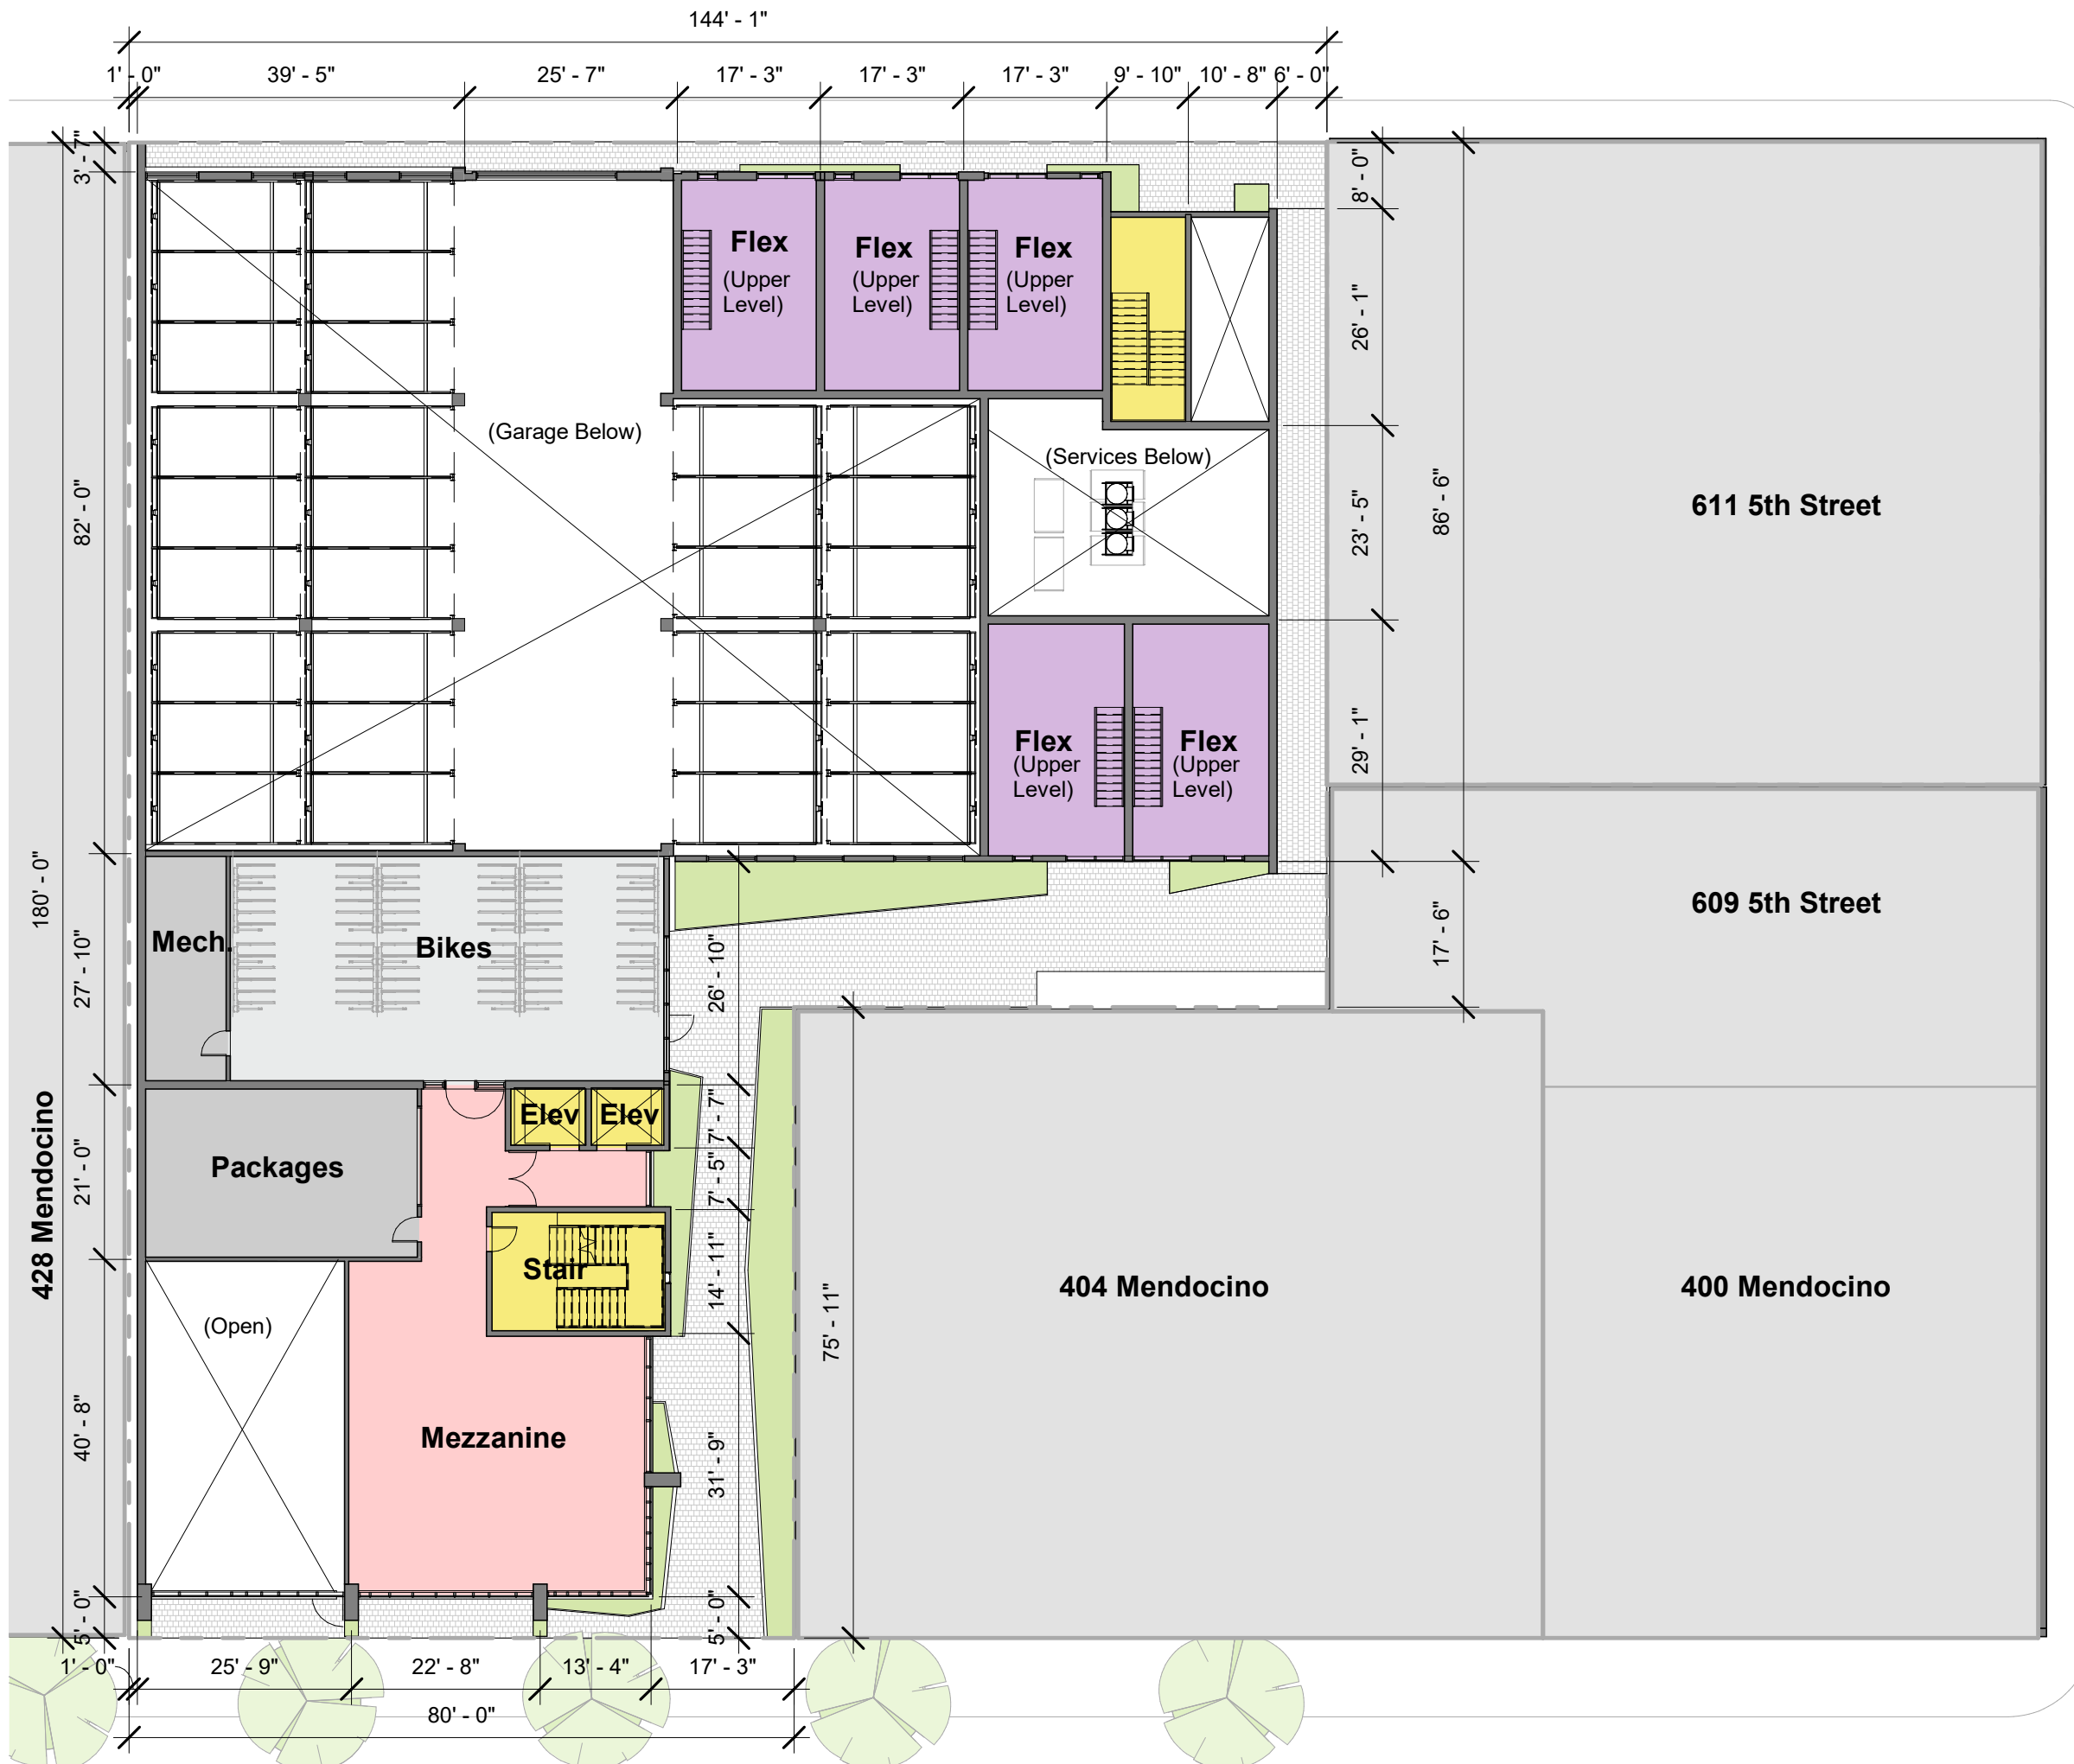 144' - 1"
1' - 0"
39' - 5"
25' - 7"
17' - 3"
17' - 3"
17' - 3"
9' - 10"
10' - 8"
6' - 0"
3' - 7"
82' - 0"
180' - 0"
27' - 10"
21' - 0"
40' - 8"
5' - 0"
428 Mendocino
Flex
(Upper
Level)
Flex
(Upper
Level)
Flex
(Upper
Level)
(Garage Below)
(Services Below)
8' - 0"
26' - 1"
23' - 5"
29' - 1"
86' - 6"
17' - 6"
611 5th Street
Flex
(Upper
Level)
Flex
(Upper
Level)
609 5th Street
Mech.
Bikes
26' - 10"
7' - 7"
7' - 5"
14' - 11"
31' - 9"
5' - 0"
75' - 11"
Elev
Elev
Packages
Stair
(Open)
Mezzanine
404 Mendocino
400 Mendocino
1' - 0"
25' - 9"
22' - 8"
13' - 4"
17' - 3"
80' - 0"